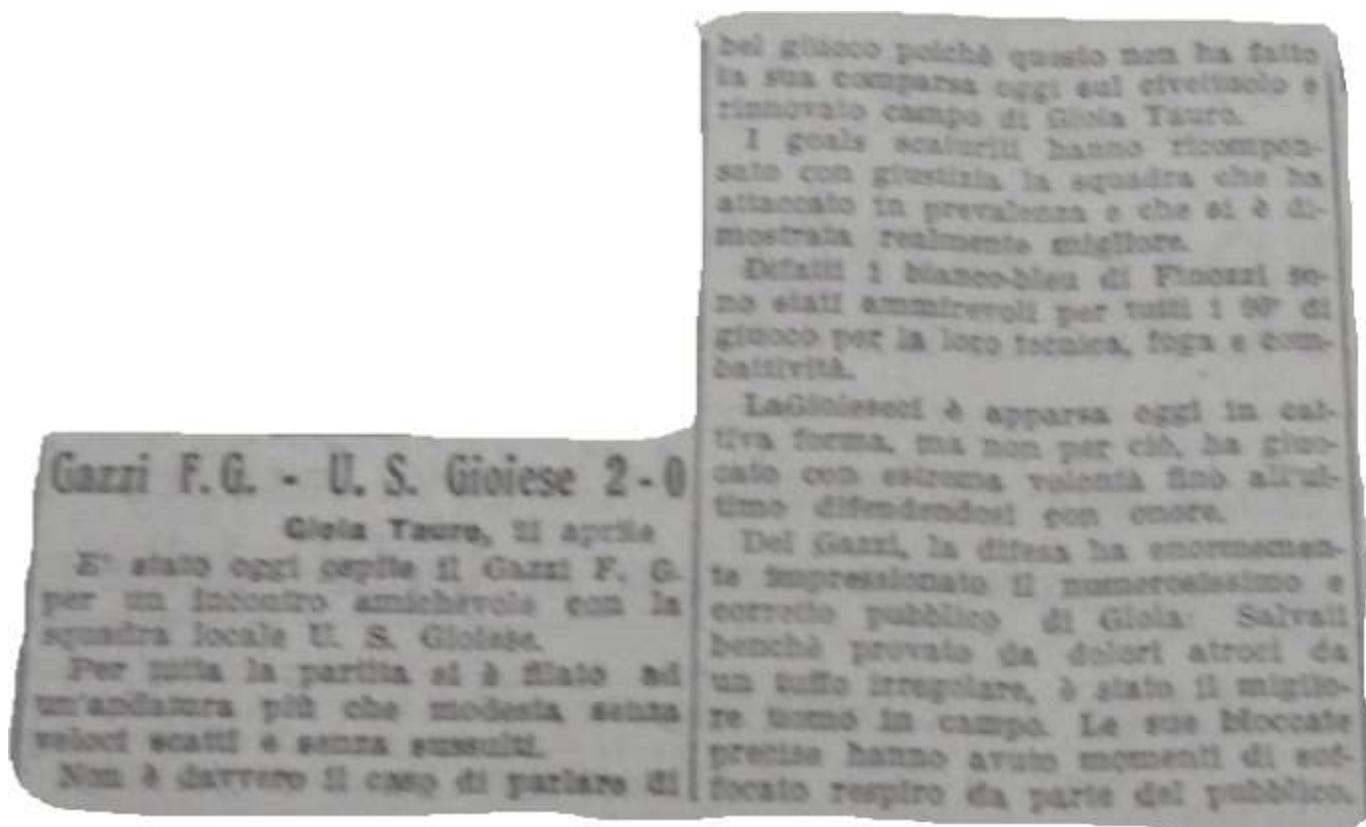 Gazzi F. G. - U. S. Gioiese 2 - 0
Gioia Tauro, 21 aprile
E' stato oggi ospite il Gazzi F. G.
per un incontro amichevole con la
squadra locale U. S. Gioiese.
Per tutta la partita si è filato ad
un'andatura più che modesta senza
veloci scatti e senza sussulti.
Non è davvero il caso di parlare di
bel giuoco poichè questo non ha fatto
la sua comparsa oggi sul civettuolo e
rinnovato campo di Gioia Tauro.
I goals scaturiti hanno ricompen-
sato con giustizia la squadra che ha
attaccato in prevalenza e che si è di-
mostrata realmente migliore.
Difatti i bianco-bleu di Finozzi so-
no stati ammirevoli per tutti i 90' di
giuoco per la loro tecnica, foga e com-
battività.
è apparsa oggi in cat-
tiva forma, ma non per ciò, ha giuo-
cato con estrema volontà fino all'ul-
timo difendendosi con onore.
Del Gazzi, la difesa ha enormemen-
te impressionato il numerosissimo e
corretto pubblico di Gioia: Salvati
benchè provato da dolori atroci da
un tuffo irregolare, è stato il miglio-
re uomo in campo. Le sue bloccate
precise hanno avuto momenti di sof-
focato respiro da parte del pubblico.